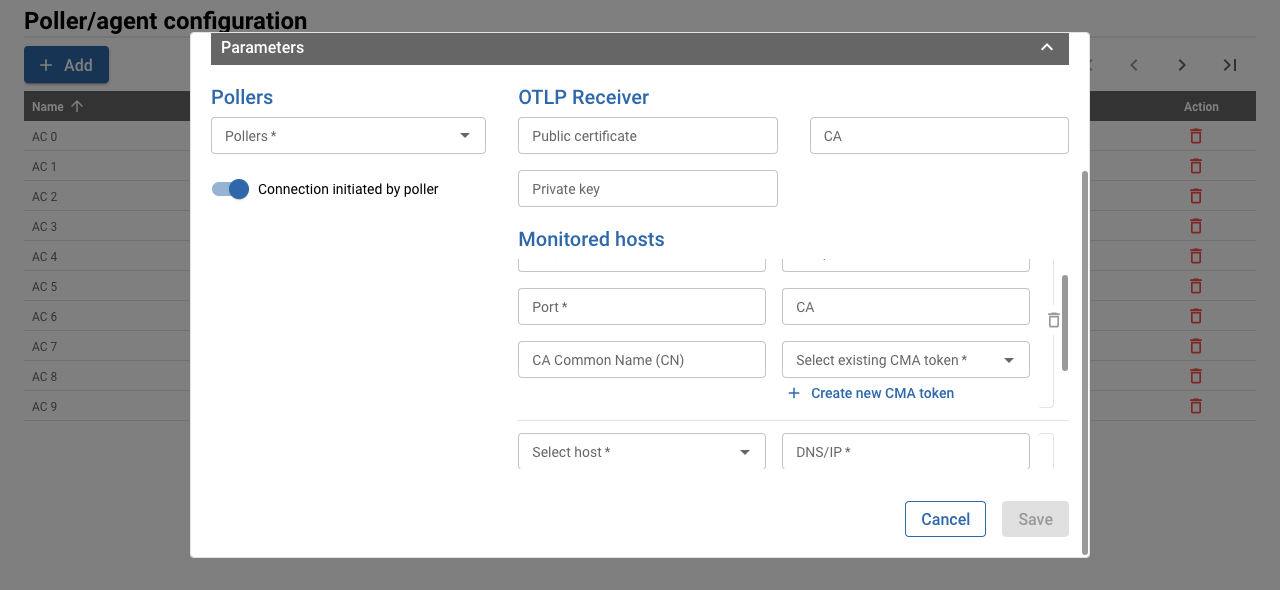 Poller/agent configuration
Add
Name
Action
AC 0
AC 1
AC 2
AC 3
AC 4
AC 5
AC 6
AC 7
AC 8
AC 9
Parameters
Pollers
Pollers *
Connection initiated by poller
OTLP Receiver
Public certificate
CA
Private key
Monitored hosts
Port *
CA
CA Common Name (CN)
Select existing CMA token *
Create new CMA token
Select host *
DNS/IP *
Cancel
Save